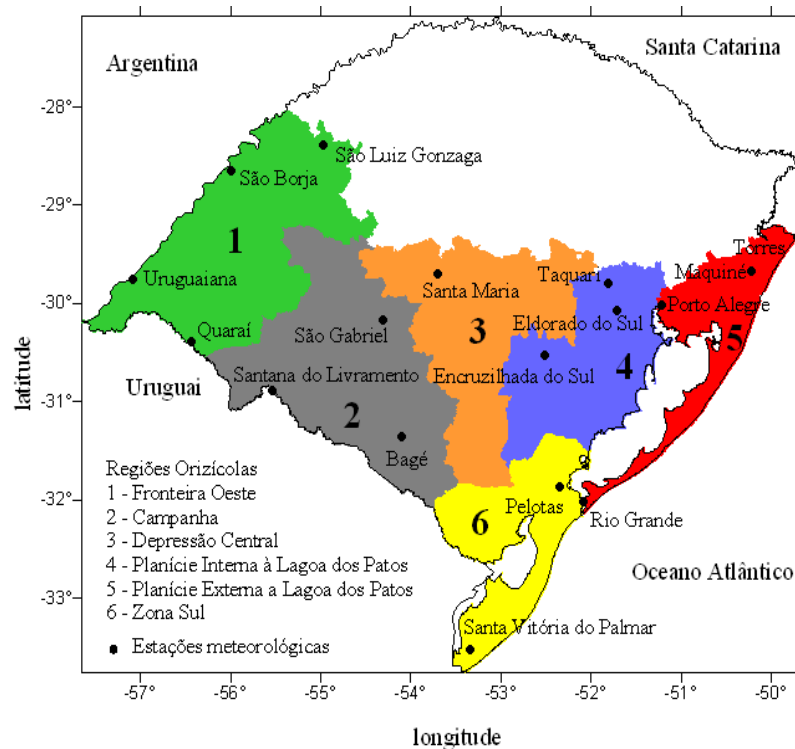 Santa Catarina
Argentina
-28°
São Luiz Gonzaga
São Borja
-29°
1
Torres
Taquari
Maquiné
Uruguaiana
Santa Maria
-30°
Porto Alegre
Quaraí
São Gabriel
3
Eldorado do Sul
5
latitude
Uruguai
Santana do Livramento
Encruzilhada do Sul
4
-31°
2
Bagé
Regiões Orizícolas
1 - Fronteira Oeste
-32°
2 - Campanha
6
Pelotas
Rio Grande
3 - Depressão Central
4 - Planície Interna à Lagoa dos Patos
Oceano Atlântico
5 - Planície Externa a Lagoa dos Patos
-33°
6 - Zona Sul
Santa Vitória do Palmar
Estações meteorológicas
-57° -56° -55° -54° -53° -52° -51° -50°
longitude